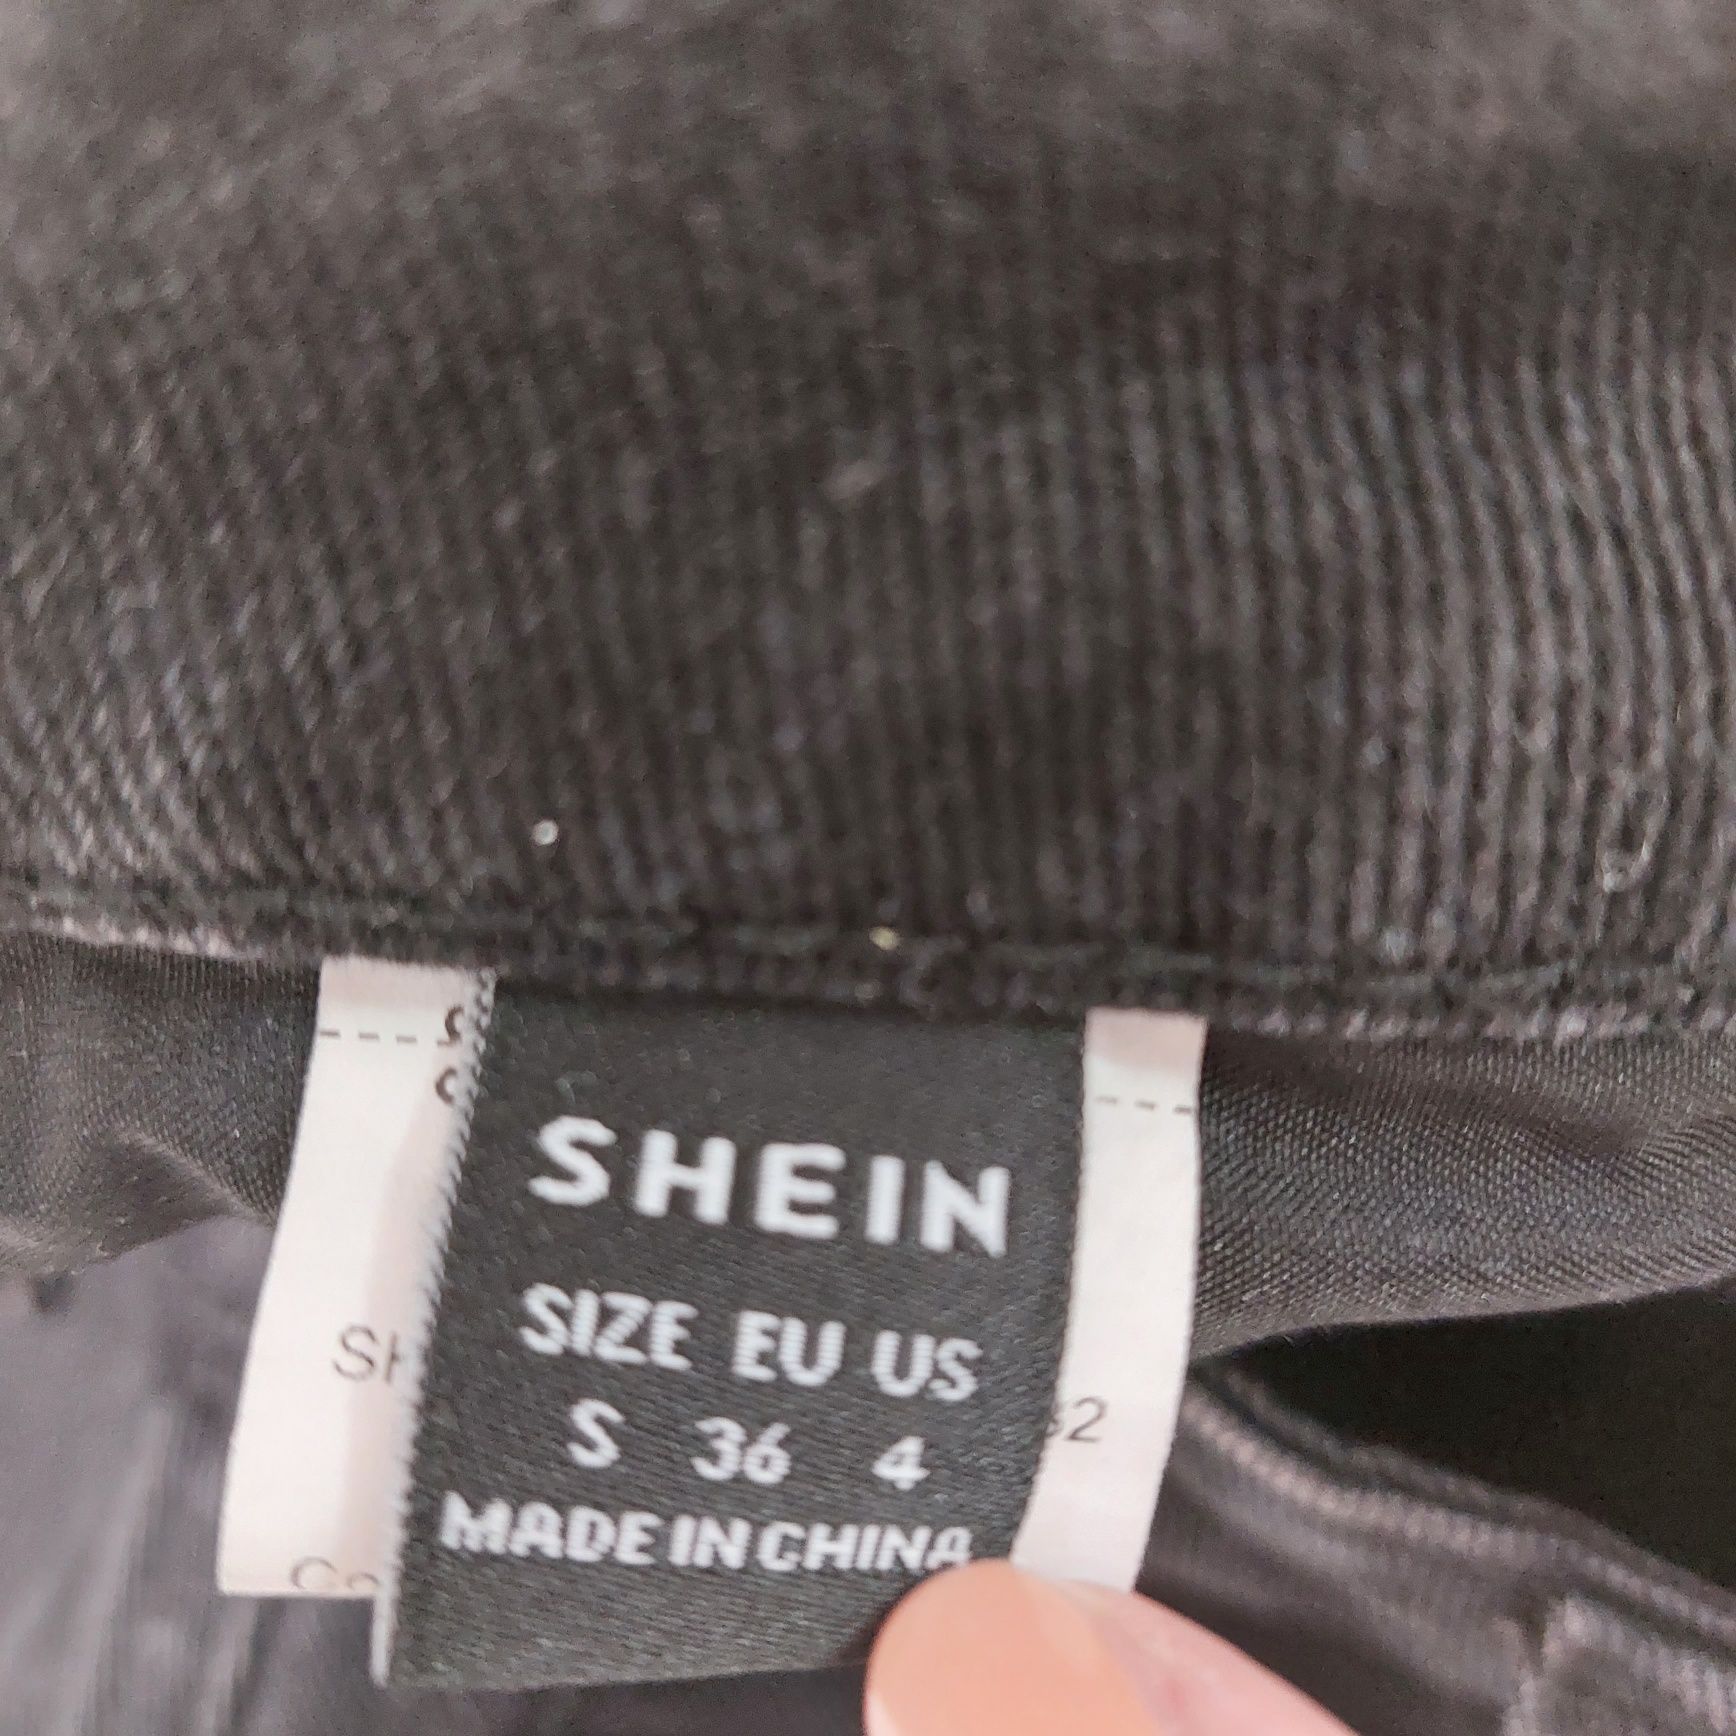 SHEIN
SIZE EU US
S 36 4
MADE IN CHINA